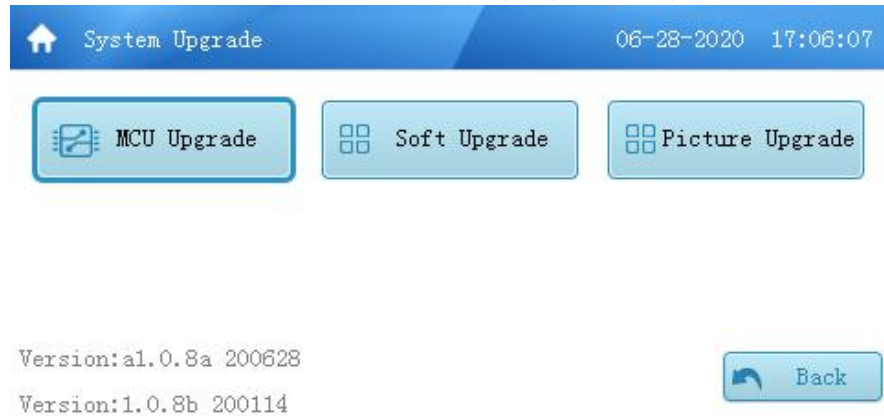 System Upgrade 06-28-2020 17:06:07
MCU Upgrade Soft Upgrade Picture Upgrade
Version:a1.0.8a 200628
Back
Version:1.0.8b 200114